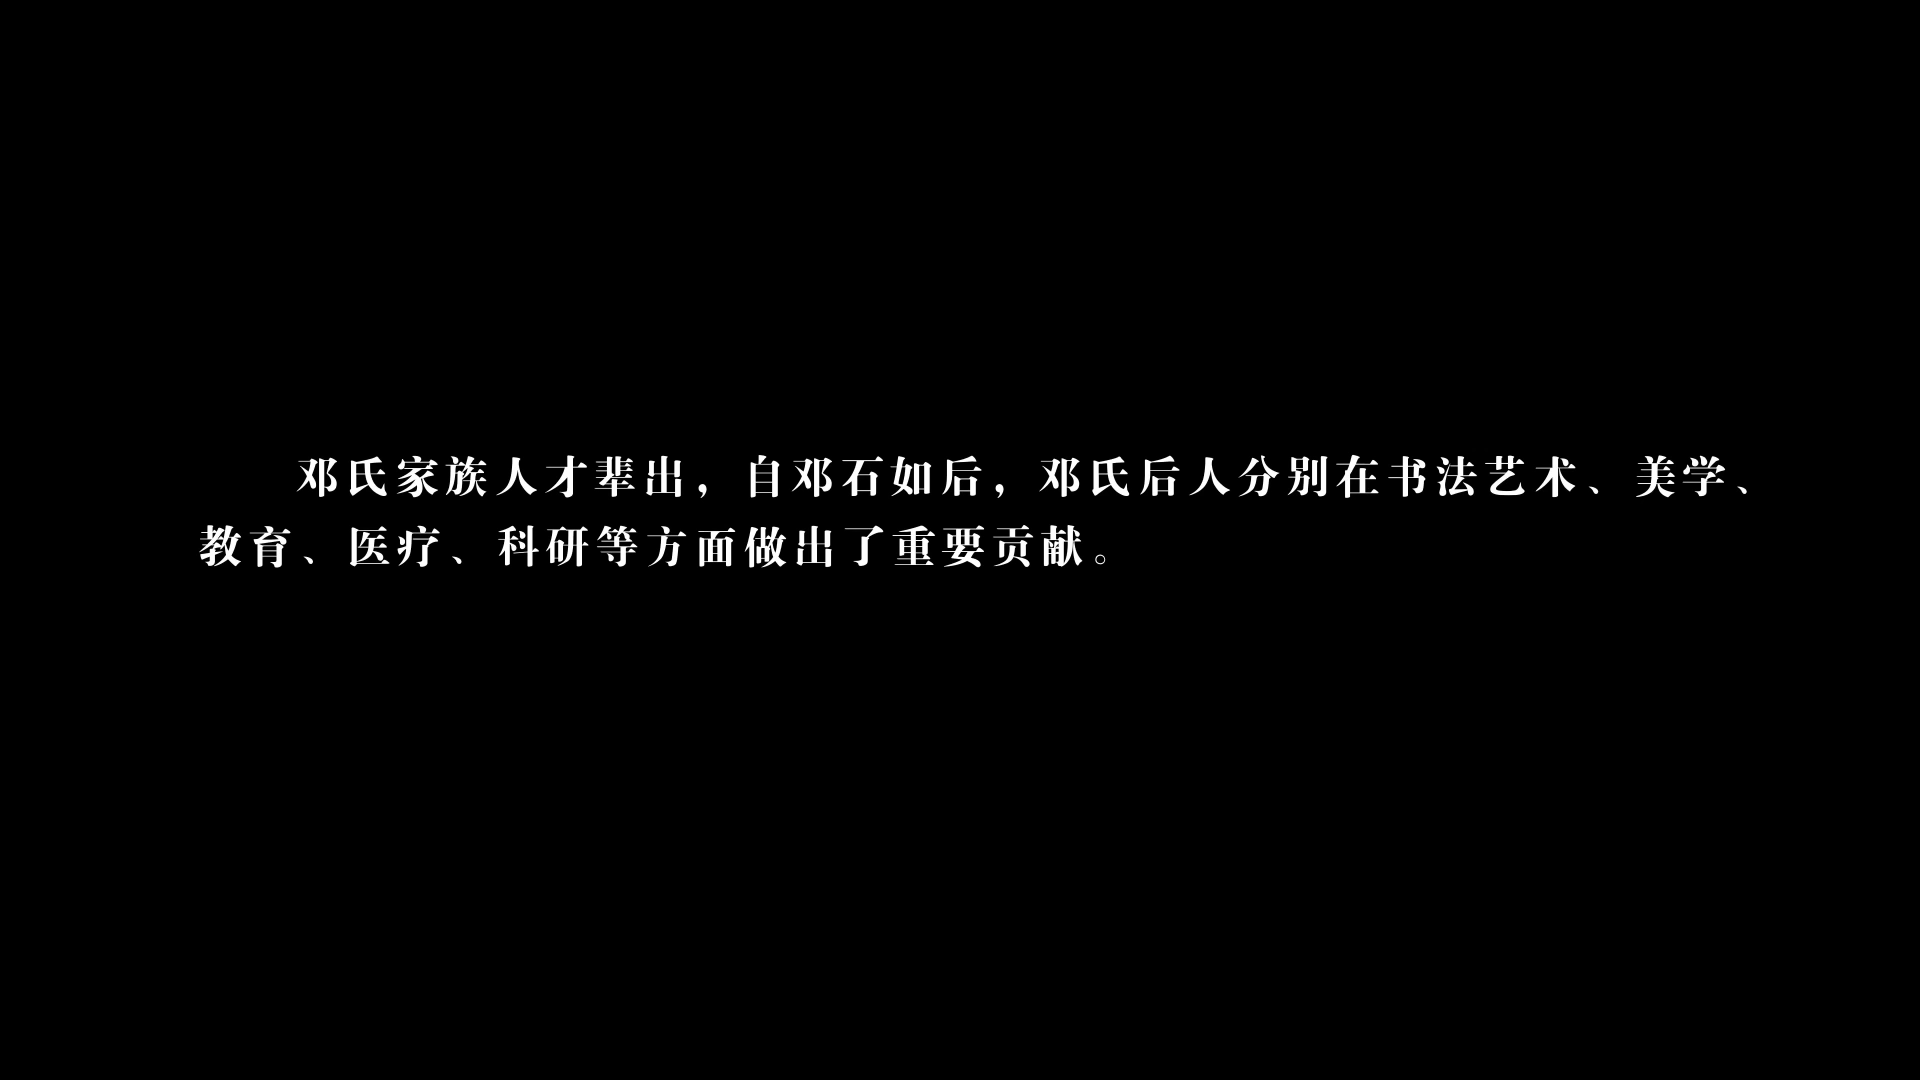 邓氏家族人才辈出，自邓石如后，邓氏后人分别在书法艺术、美学、
教育、医疗、科研等方面做出了重要贡献。